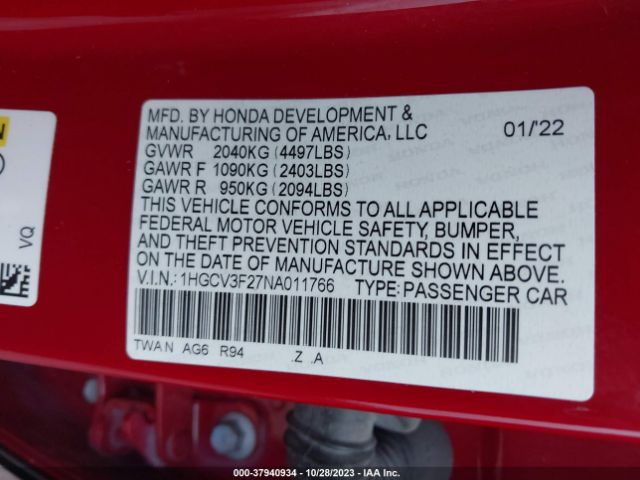 MFD. BY HONDA DEVELOPMENT &
MANUFACTURING OF AMERICA, LLC 01/'22
GVWR 2040KG (4497LBS)
GAWR F 1090KG (2403LBS)
GAWR R 950KG (2094LBS)
THIS VEHICLE CONFORMS TO ALL APPLICABLE
FEDERAL MOTOR VEHICLE SAFETY, BUMPER,
AND THEFT PREVENTION STANDARDS IN EFFECT
ON THE DATE OF MANUFACTURE SHOWN ABOVE.
V.I.N.: 1HGCV3F27NA011766 TYPE: PASSENGER CAR
TWAN AG6 R94 .Z .A
VQ
000-37940934 - 10/28/2023 - IAA Inc.